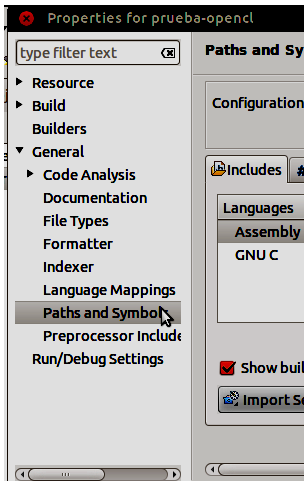 Properties for prueba-opencl
type filter text
Resource
Build
Builders
General
Code Analysis
Documentation
File Types
Formatter
Indexer
Language Mappings
Paths and Symbols
Preprocessor Include
Run/Debug Settings
Paths and Sy
Configuration
Includes #
Languages
Assembly
GNU C
Show buil
Import Se